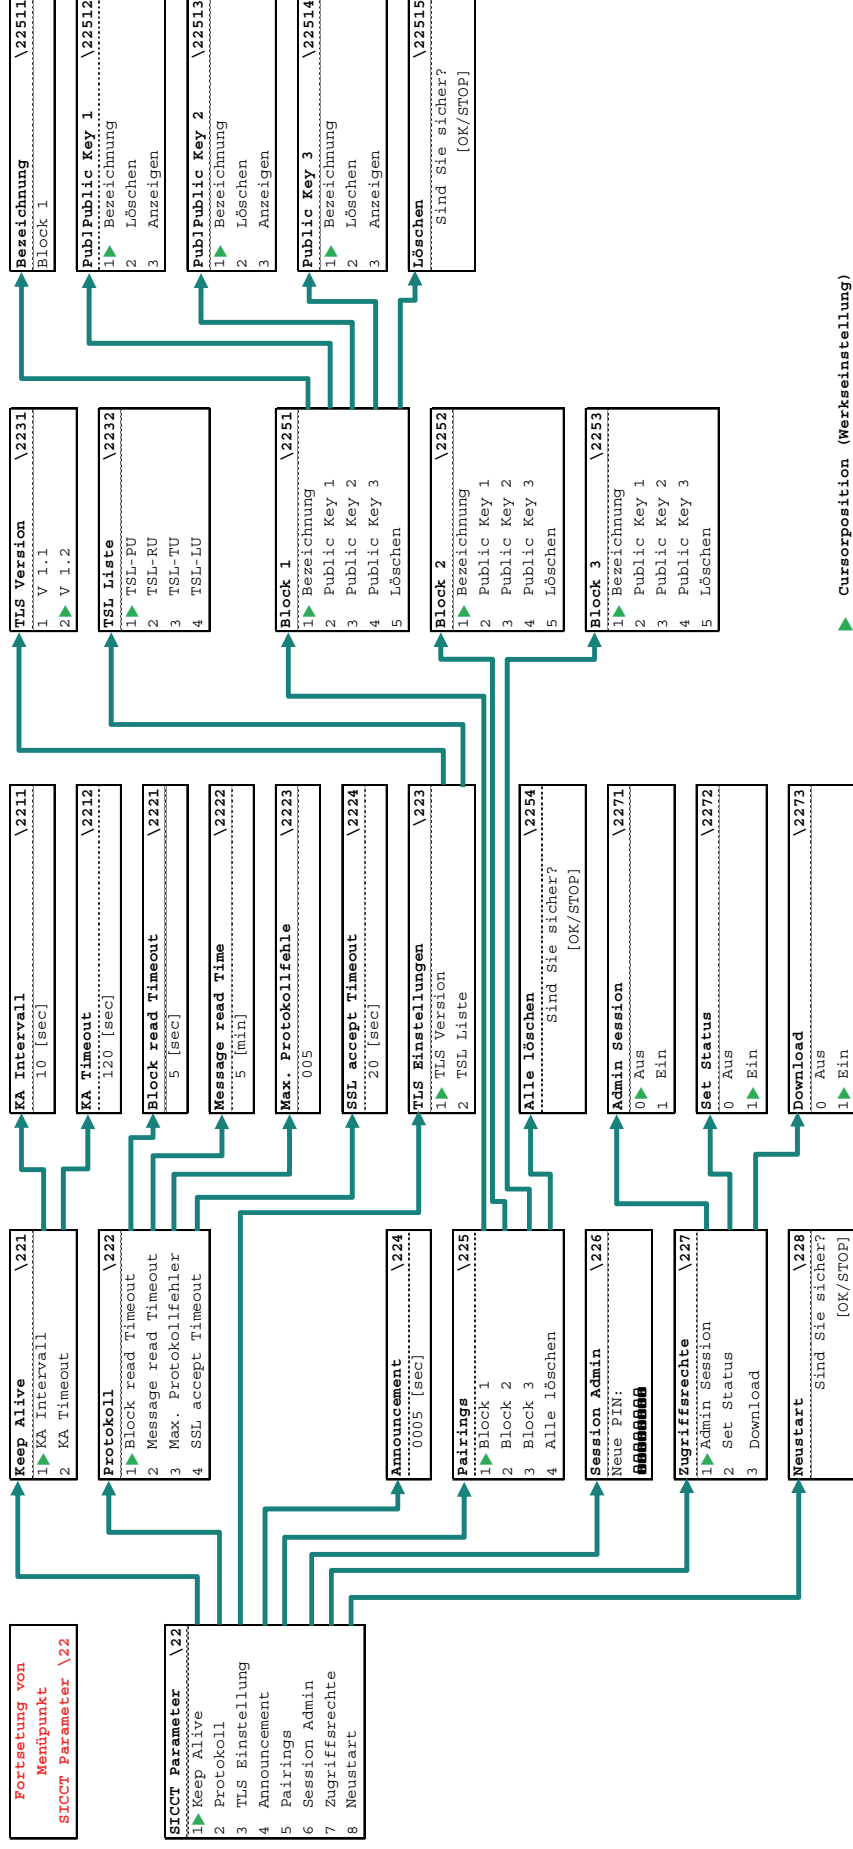 Fortsetung von
Menüpunkt
SICCT Parameter \22
SICCT Parameter \22
1 Keep Alive
2 Protokoll
3 TLS Einstellung
4 Announcement
5 Pairings
6 Session Admin
7 Zugriffsrechte
8 Neustart
Keep Alive \221
1 KA Intervall
2 KA Timeout
Protokoll \222
1 Block read Timeout
2 Message read Timeout
3 Max. Protokollfehler
4 SSL accept Timeout
Announcement \224
0005 [sec]
Pairings \225
1 Block 1
2 Block 2
3 Block 3
4 Alle löschen
Session Admin \226
Neue PIN:
Zugriffsrechte \227
1 Admin Session
2 Set Status
3 Download
Neustart \228
Sind Sie sicher?
[OK/STOP]
KA Intervall \2211
10 [sec]
KA Timeout \2212
120 [sec]
Block read Timeout \2221
5 [sec]
Message read Time \2222
5 [min]
Max. Protokollfehle \2223
005
SSL accept Timeout \2224
20 [sec]
TLS Einstellungen \223
1 TLS Version
2 TSL Liste
Alle löschen \2254
Sind Sie sicher?
[OK/STOP]
Admin Session \2271
0 Aus
1 Ein
Set Status \2272
0 Aus
1 Ein
Download \2273
0 Aus
1 Ein
TLS Version \2231
1 V 1.1
2 V 1.2
TSL Liste \2232
1 TSL-PU
2 TSL-RU
3 TSL-TU
4 TSL-LU
Block 1 \2251
1 Bezeichnung
2 Public Key 1
3 Public Key 2
4 Public Key 3
5 Löschen
Block 2 \2252
1 Bezeichnung
2 Public Key 1
3 Public Key 2
4 Public Key 3
5 Löschen
Block 3 \2253
1 Bezeichnung
2 Public Key 1
3 Public Key 2
4 Public Key 3
5 Löschen
Bezeichnung \22511
Block 1
PublPublic Key 1 \22512
1 Bezeichnung
2 Löschen
3 Anzeigen
PublPublic Key 2 \22513
1 Bezeichnung
2 Löschen
3 Anzeigen
Public Key 3 \22514
1 Bezeichnung
2 Löschen
3 Anzeigen
Löschen \22515
Sind Sie sicher?
[OK/STOP]
Cursorposition (Werkseinstellung)